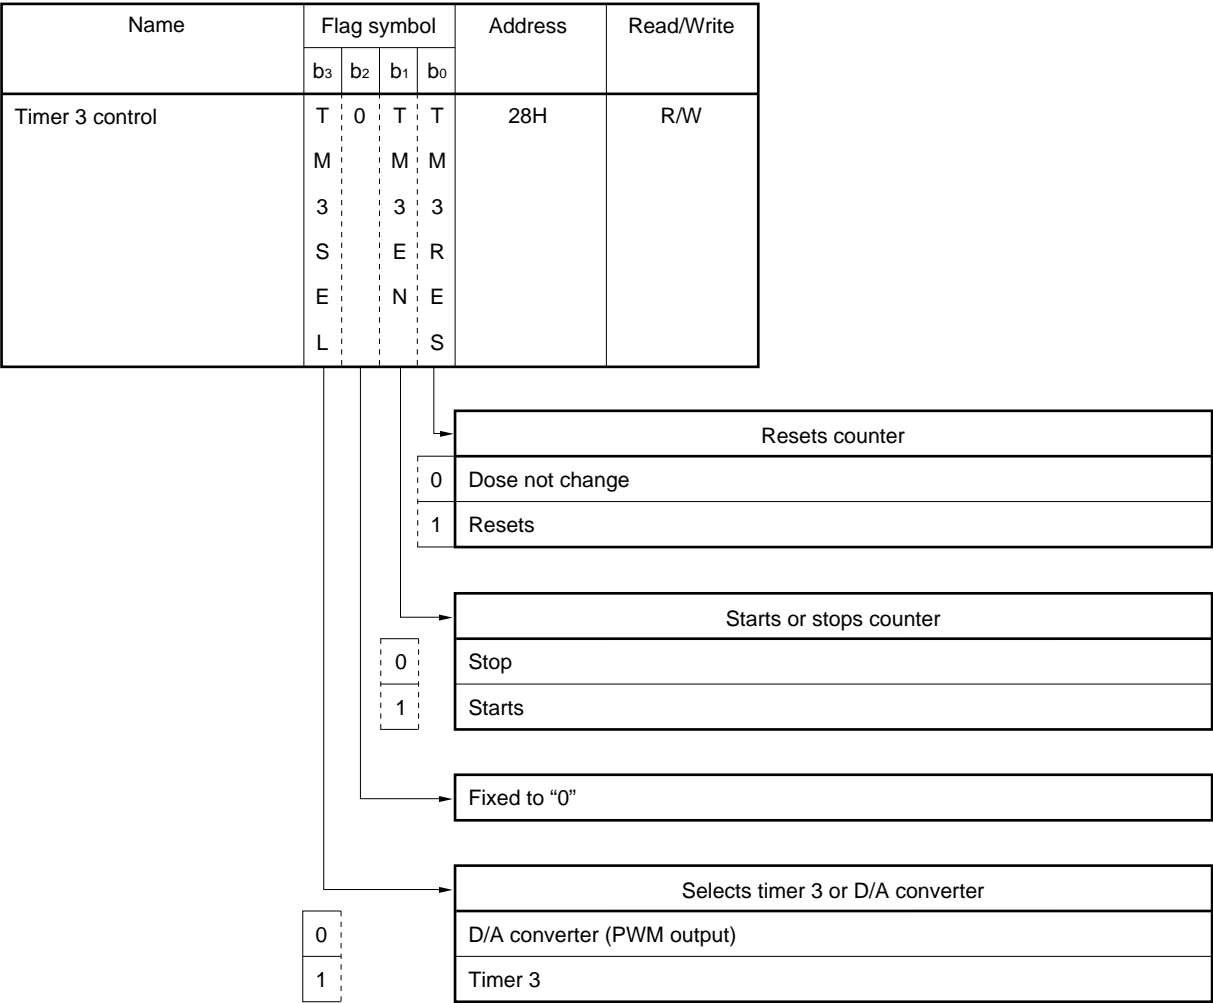 Name Flag symbol Address Read/Write
b3 b2 b1 b0
Timer 3 control T 0 T T 28H R/W
M M M
3 3 3
S E R
E N E
L S
Resets counter
0 Dose not change
1 Resets
Starts or stops counter
0 Stop
1 Starts
Fixed to “0”
Selects timer 3 or D/A converter
0 D/A converter (PWM output)
1 Timer 3